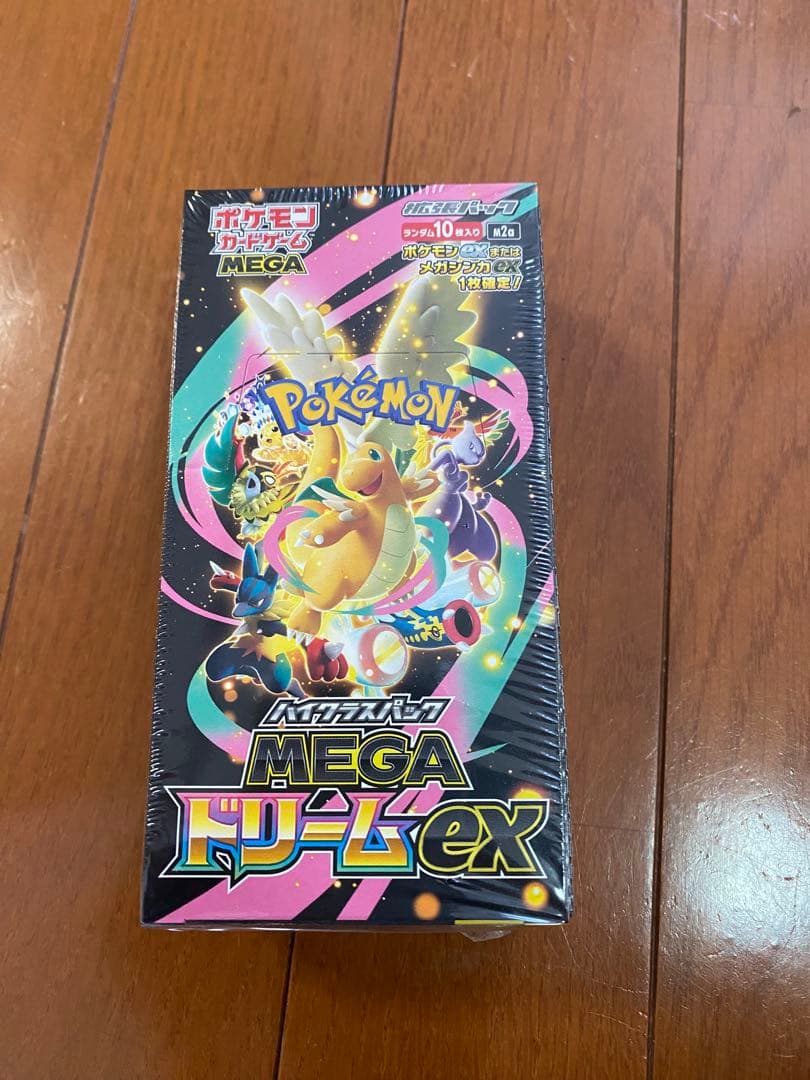 ポケモン
カードゲーム
MEGA
拡張パック
ランダム10枚入り
M2a
ポケモンexまたは
メガシンカex
1枚確定!
POKéMON
TM
ハイクラスパック
MEGA
ドリームex